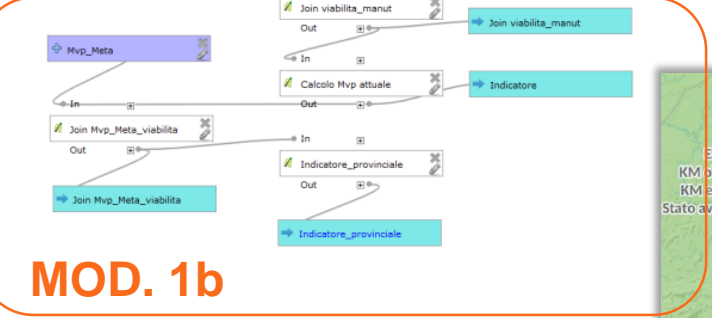 Join viabilita_manut
Out
Join viabilita_manut
Mvp_Meta
In
Calcolo Mvp attuale
Indicatore
In
Out
Join Mvp_Meta_viabilita
In
Out
Indicatore_provinciale
Out
Join Mvp_Meta_viabilita
Indicatore_provinciale
MOD. 1b
E
KM o
KM e
Stato av